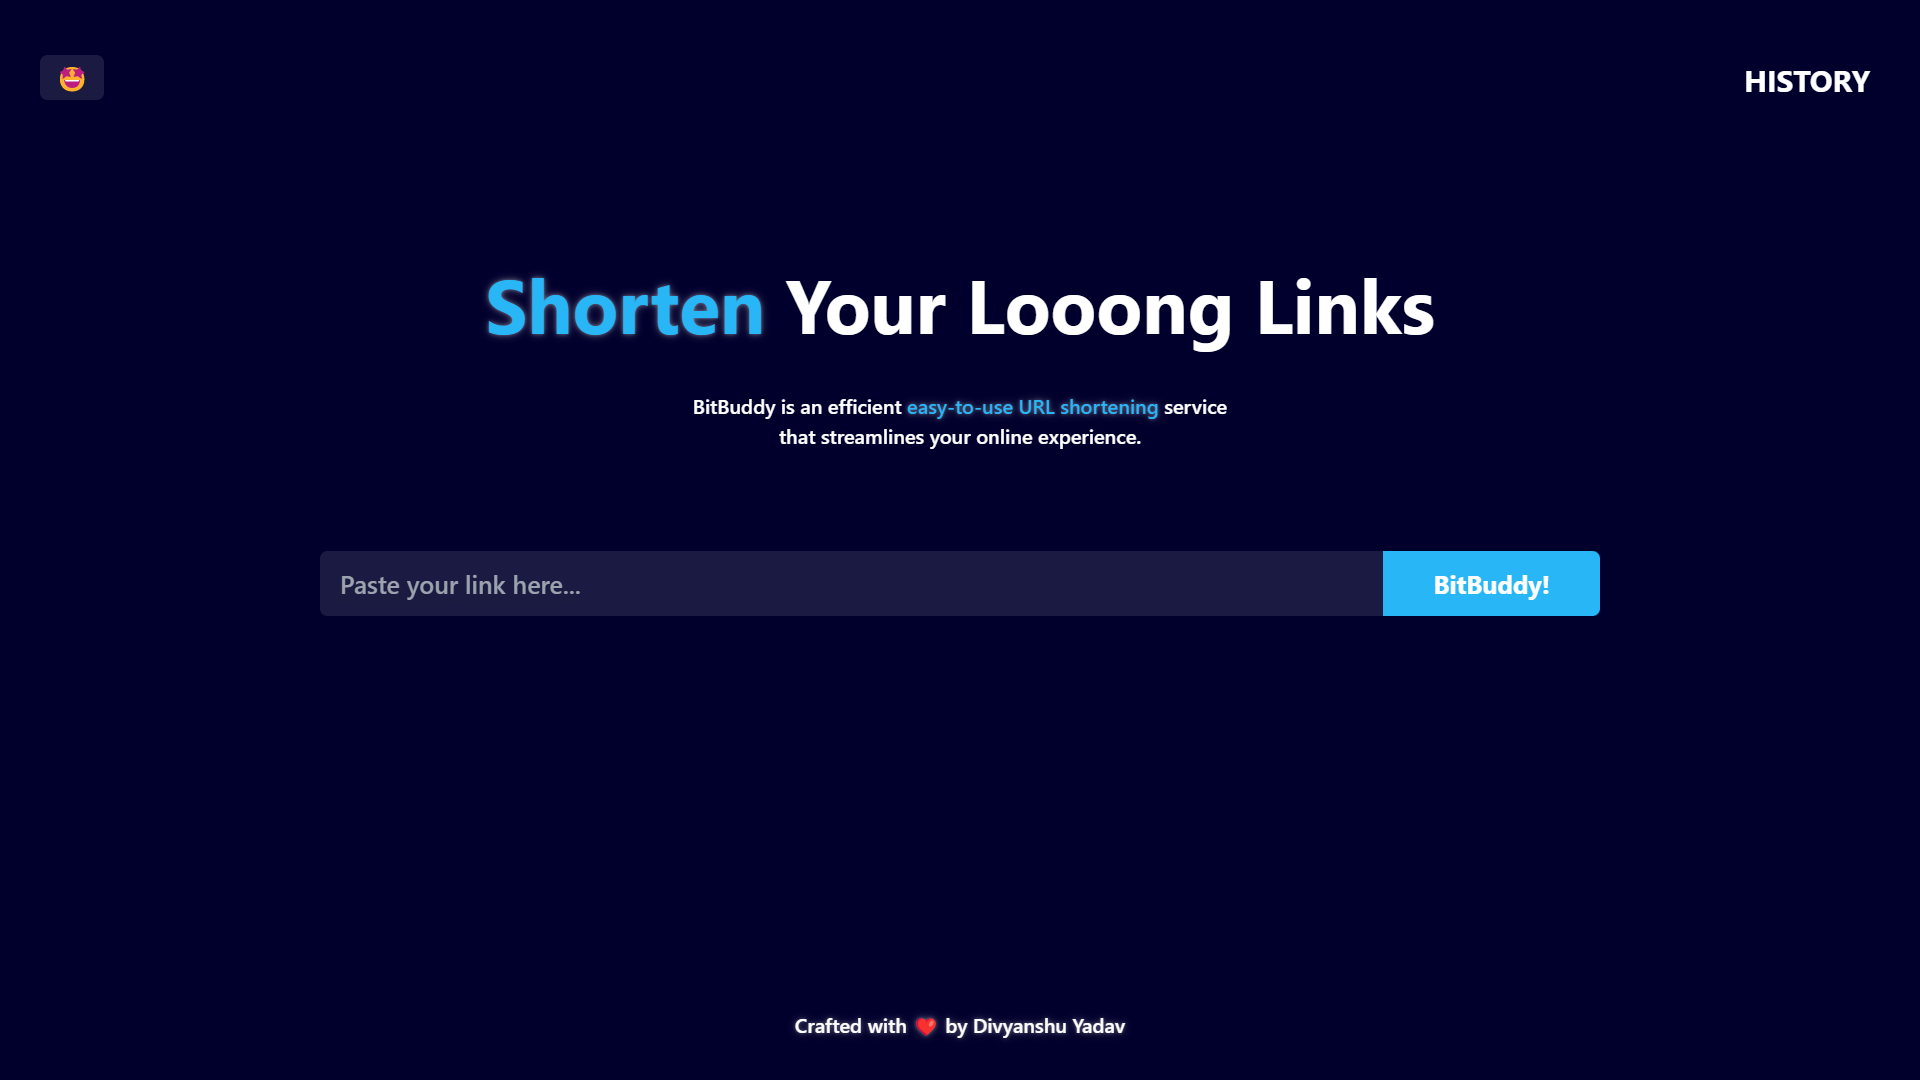 🤩
HISTORY
Shorten Your Looong Links
BitBuddy is an efficient easy-to-use URL shortening service
that streamlines your online experience.
Paste your link here...
BitBuddy!
Crafted with ❤️ by Divyanshu Yadav